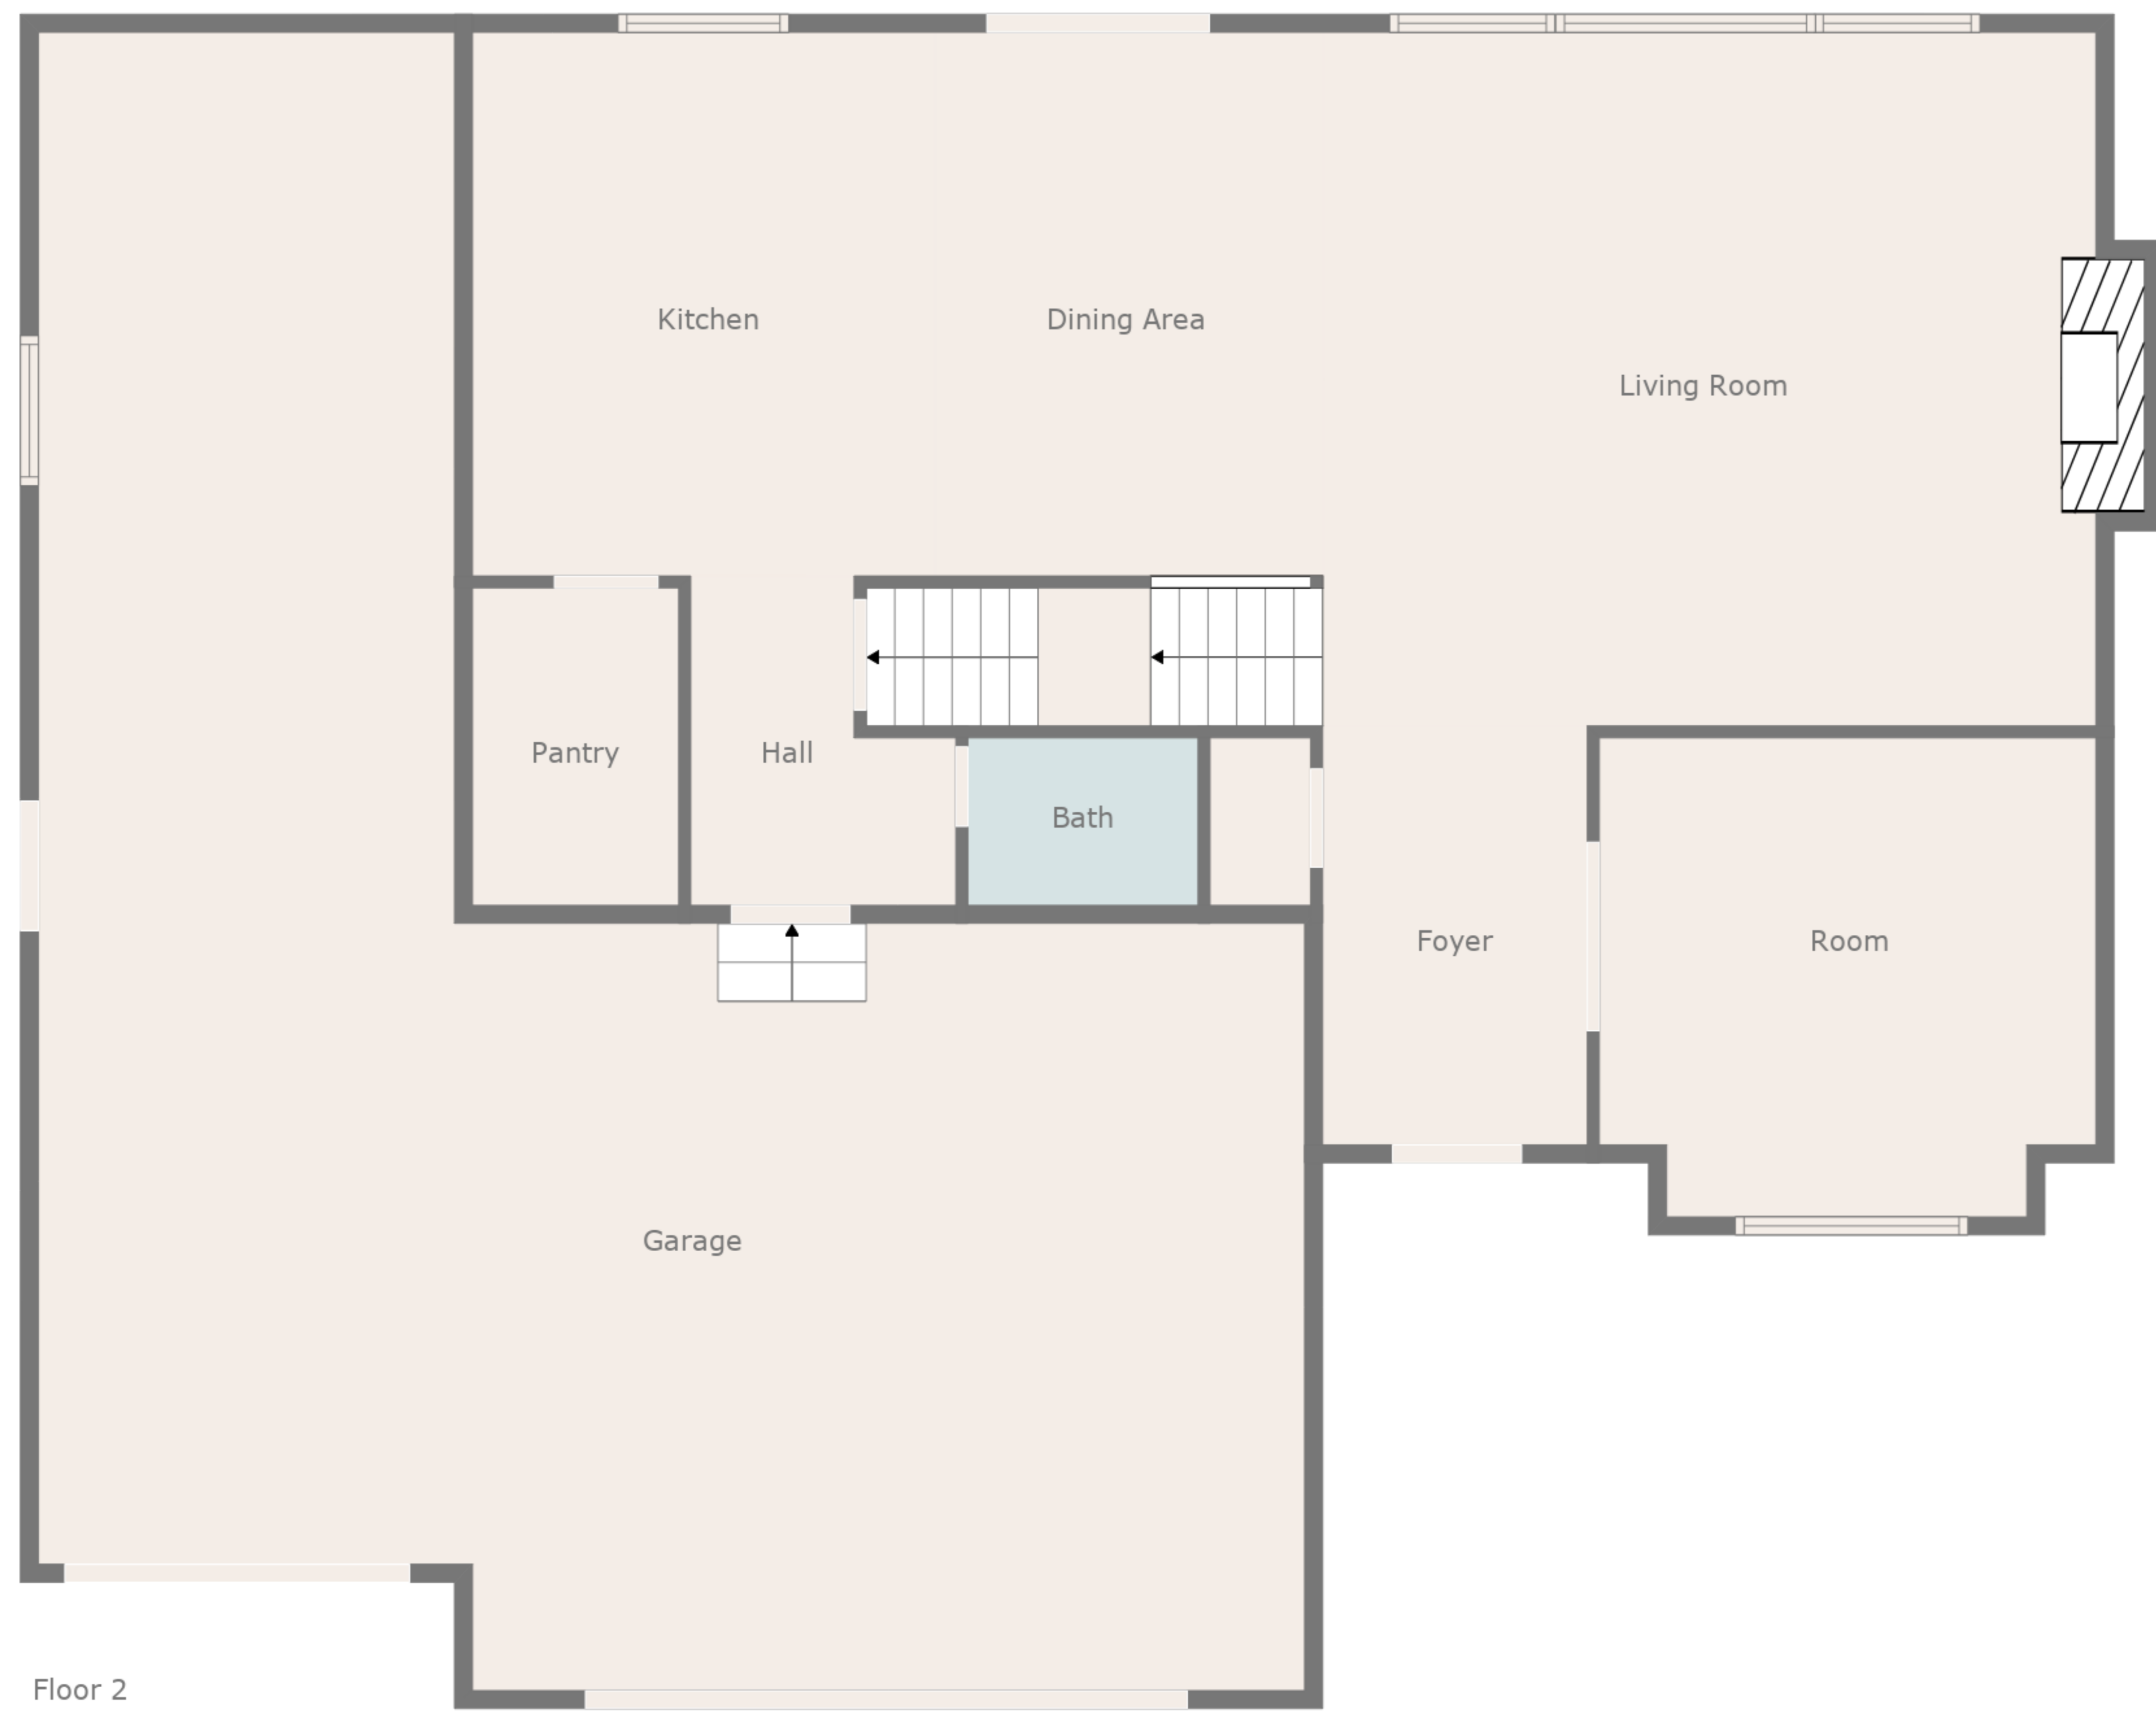 Kitchen
Dining Area
Living Room
Pantry
Hall
Bath
Foyer
Room
Garage
Floor 2